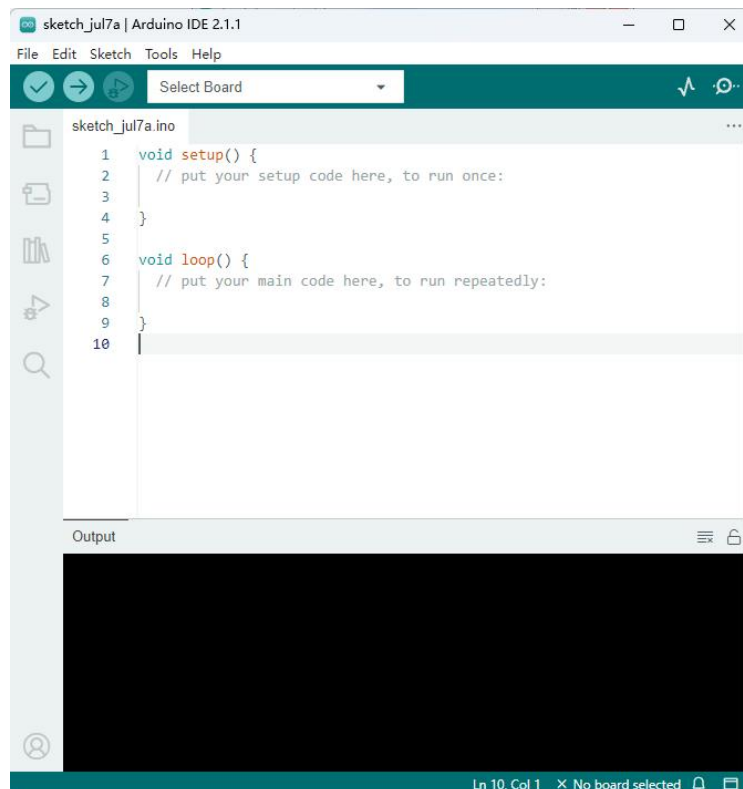 sketch_jul7a | Arduino IDE 2.1.1
File Edit Sketch Tools Help
Select Board
sketch_jul7a.ino
1 void setup() {
2 // put your setup code here, to run once:
3
4 }
5
6 void loop() {
7 // put your main code here, to run repeatedly:
8
9 }
10
Output
Ln 10, Col 1 × No board selected